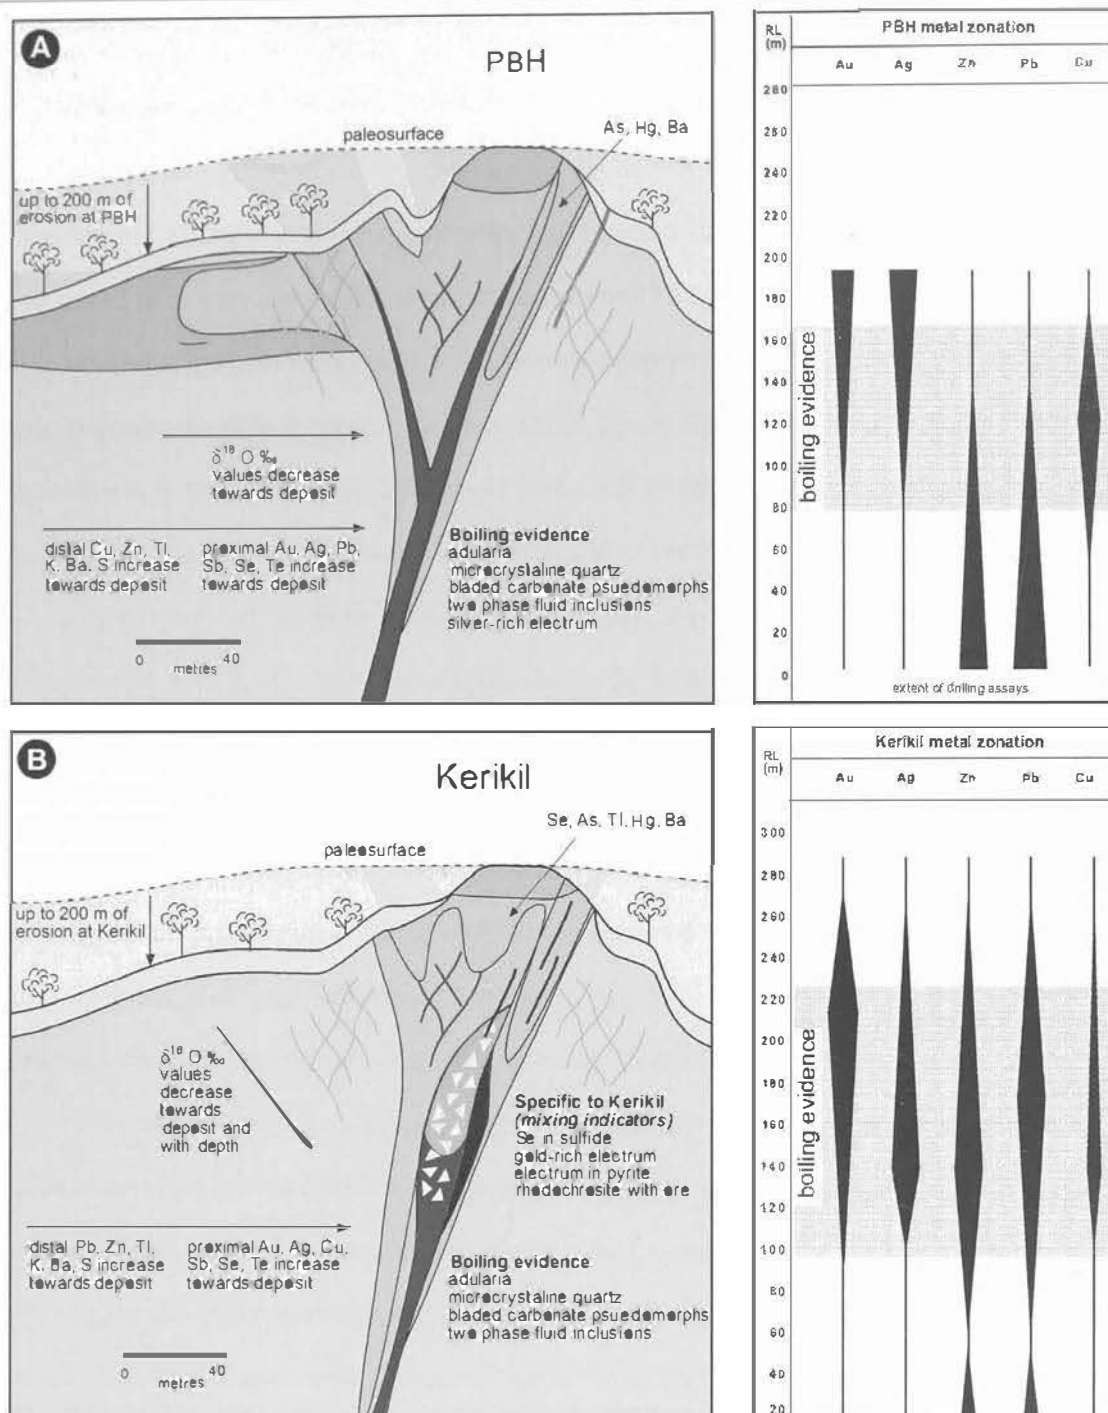 A
PBH
paleosurface
As, Hg, Ba
up to 200 m of
erosion at PBH
δ18 O ‰
values decrease
towards deposit
distal Cu, Zn, Tl,
K, Ba, S increase
towards deposit
proximal Au, Ag, Pb,
Sb, Se, Te increase
towards deposit
Boiling evidence
adularia
microcrystaline quartz
bladed carbonate psuedomorphs
two phase fluid inclusions
silver-rich electrum
0 40
metres
RL
(m)
PBH metal zonation
Au Ag Zn Pb Cu
280
260
240
220
200
180
160
140
120
100
80
60
40
20
0
boiling evidence
extent of drilling assays
B
Kerikil
paleosurface
Se, As, Tl, Hg, Ba
up to 200 m of
erosion at Kerikil
δ18 O ‰
values
decrease
towards
deposit and
with depth
Specific to Kerikil
(mixing indicators)
Se in sulfide
gold-rich electrum
electrum in pyrite
rhodochrosite with ore
distal Pb, Zn, Tl,
K, Ba, S increase
towards deposit
proximal Au, Ag, Cu,
Sb, Se, Te increase
towards deposit
Boiling evidence
adularia
microcrystaline quartz
bladed carbonate psuedomorphs
two phase fluid inclusions
0 40
metres
RL
(m)
Kerikil metal zonation
Au Ag Zn Pb Cu
300
280
260
240
220
200
180
160
140
120
100
80
60
40
20
boiling evidence